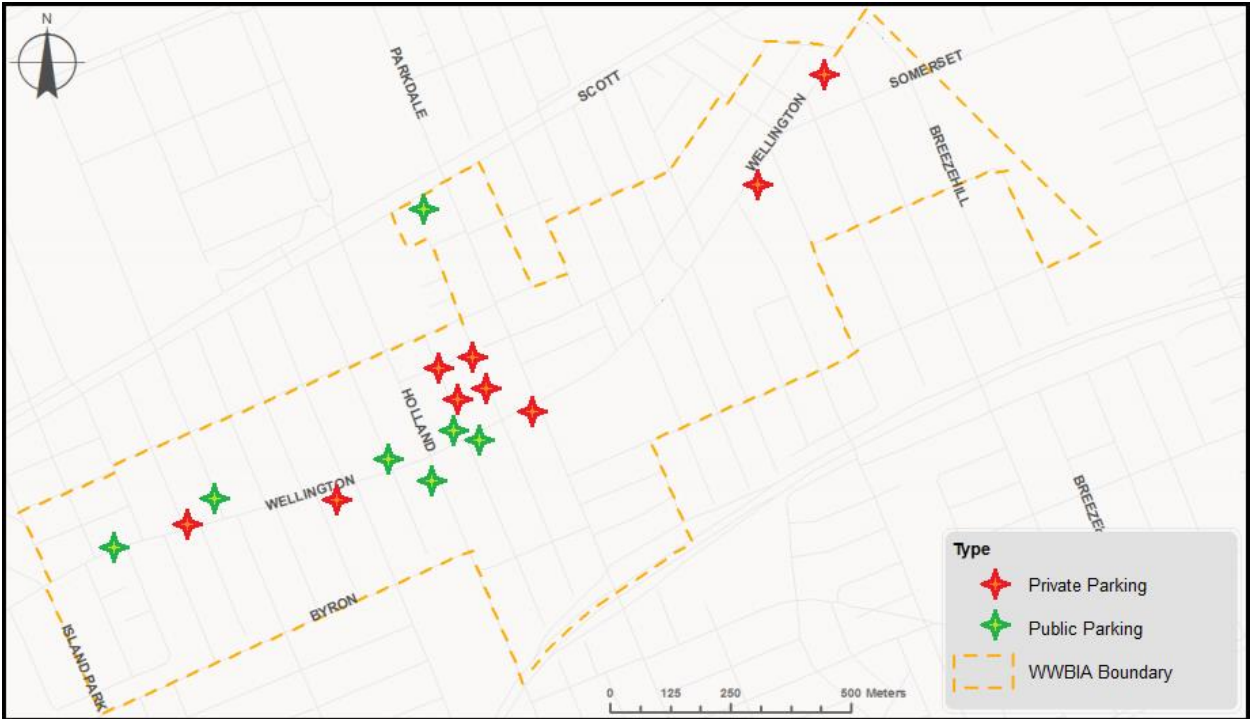 N
PARKDALE
SCOTT
SOMERSET
WELLINGTON
BREEZEHILL
HOLLAND
WELLINGTON
BYRON
ISLAND PARK
Type
Private Parking
Public Parking
WWBIA Boundary
0 125 250 500 Meters